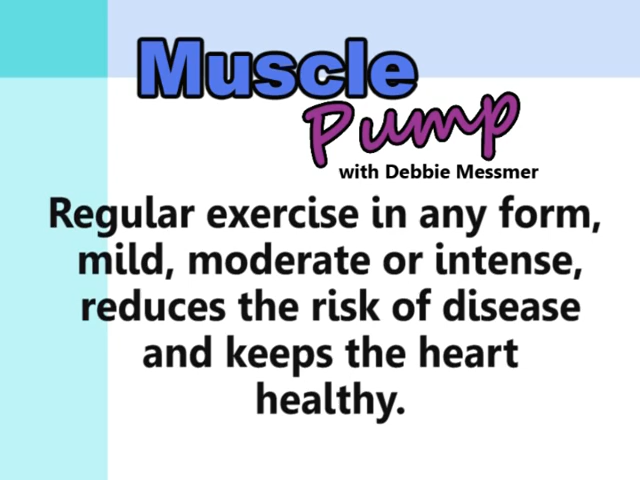 Muscle
Pump
with Debbie Messmer
Regular exercise in any form,
mild, moderate or intense,
reduces the risk of disease
and keeps the heart
healthy.